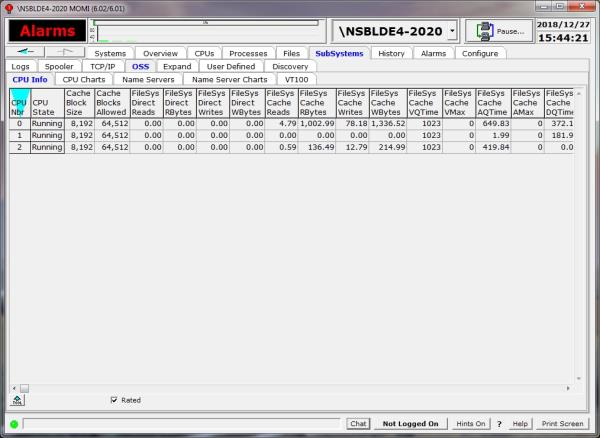 \NSBLDE4-2020 MOMI (6.02/6.01)
Alarms
\NSBLDE4-2020
Pause...
2018/12/27
15:44:21
Systems Overview CPUs Processes Files SubSystems History Alarms Configure
Logs Spooler TCP/IP OSS Expand User Defined Discovery
CPU Info CPU Charts Name Servers Name Server Charts VT100
Cache Cache FileSys FileSys FileSys FileSys FileSys FileSys FileSys FileSys FileSys FileSys FileSys FileSys FileSys
CPU CPU Block Blocks Direct Direct Direct Direct Cache Cache Cache Cache Cache Cache Cache Cache Cache
Nbr State Size Allowed Reads RBytes Writes WBytes Reads RBytes Writes WBytes VQTime VMax AQTime AMax DQTime
0 Running 8,192 64,512 0.00 0.00 0.00 0.00 4.79 1,002.99 78.18 1,336.52 1023 0 649.83 0 372.1
1 Running 8,192 64,512 0.00 0.00 0.00 0.00 0.00 0.00 0.00 0.00 1023 0 1.99 0 181.9
2 Running 8,192 64,512 0.00 0.00 0.00 0.00 0.59 136.49 12.79 214.99 1023 0 419.84 0 0.0
Rated
Chat Not Logged On Hints On ? Help Print Screen